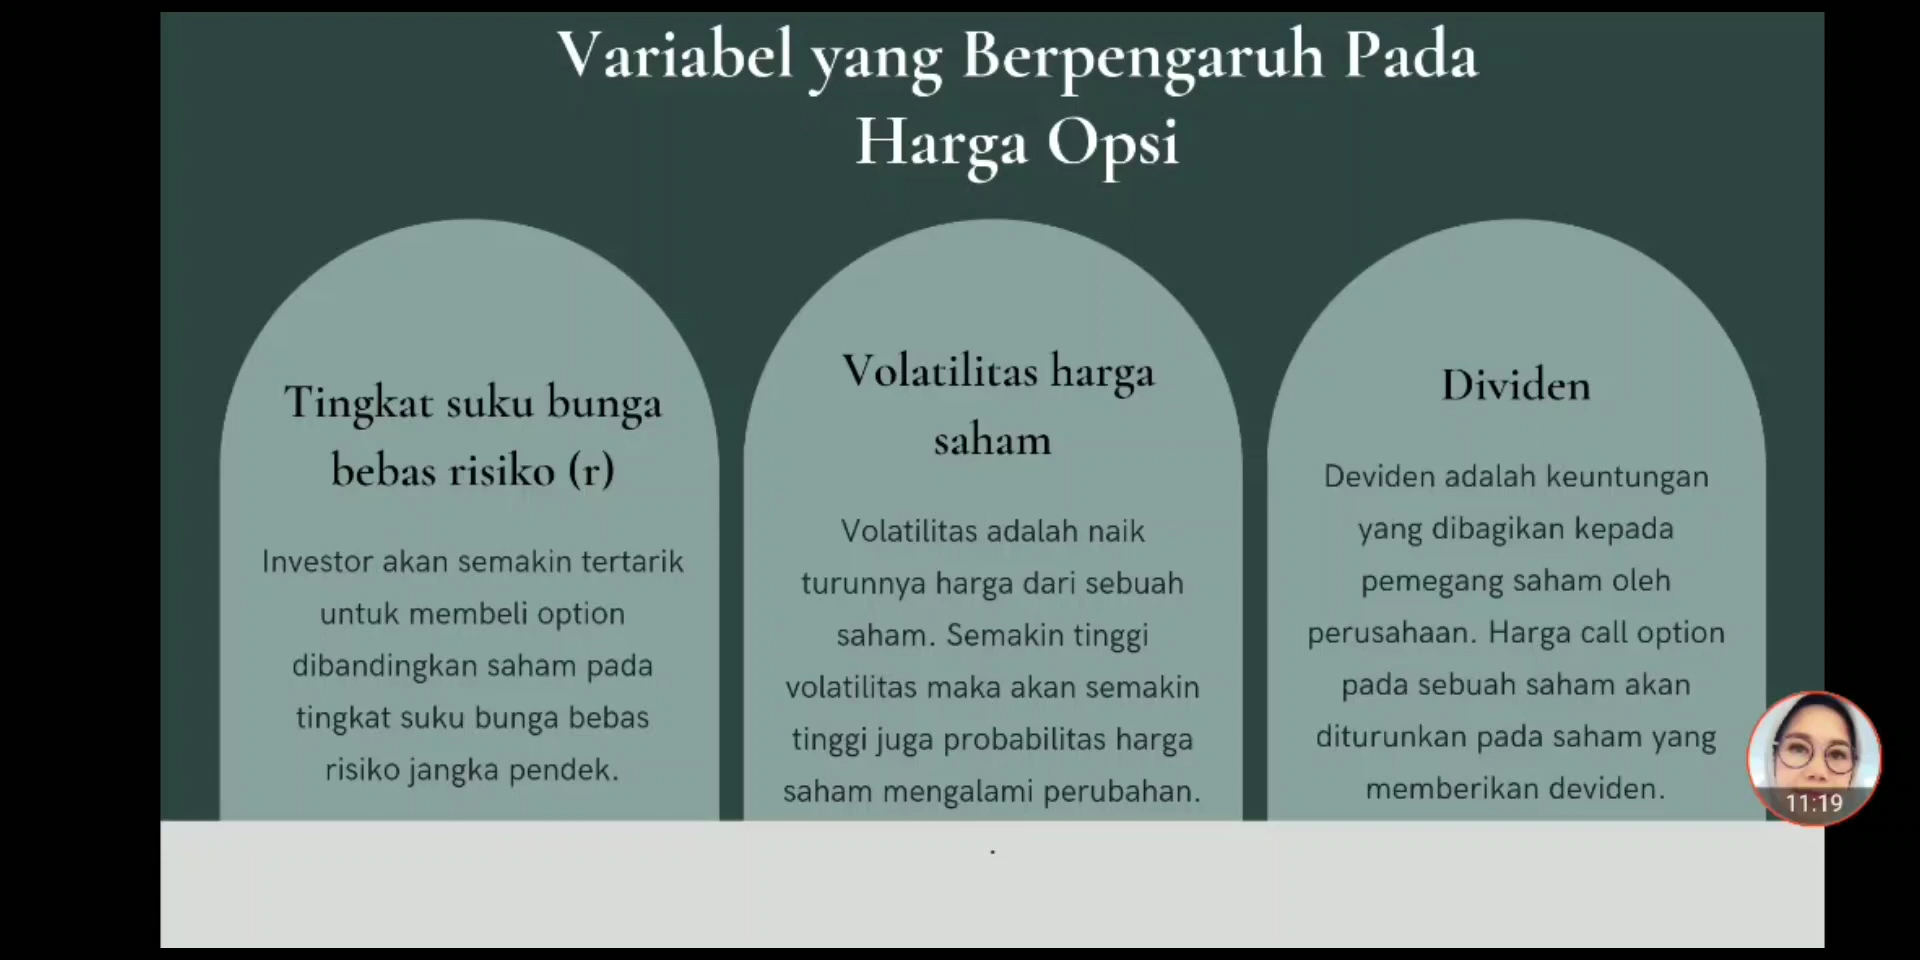 Variabel yang Berpengaruh Pada
Harga Opsi
Tingkat suku bunga
bebas risiko (r)
Investor akan semakin tertarik
untuk membeli option
dibandingkan saham pada
tingkat suku bunga bebas
risiko jangka pendek.
Volatilitas harga
saham
Volatilitas adalah naik
turunnya harga dari sebuah
saham. Semakin tinggi
volatilitas maka akan semakin
tinggi juga probabilitas harga
saham mengalami perubahan.
.
Dividen
Deviden adalah keuntungan
yang dibagikan kepada
pemegang saham oleh
perusahaan. Harga call option
pada sebuah saham akan
diturunkan pada saham yang
memberikan deviden.
11:19